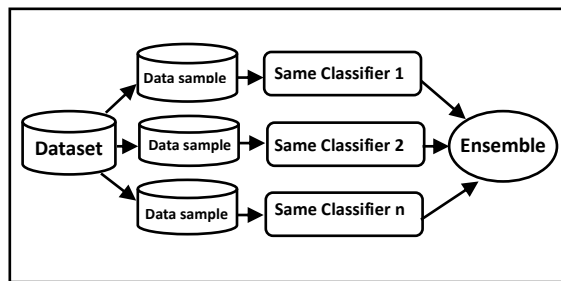 Data sample
Same Classifier 1
Dataset
Data sample
Same Classifier 2
Ensemble
Data sample
Same Classifier n